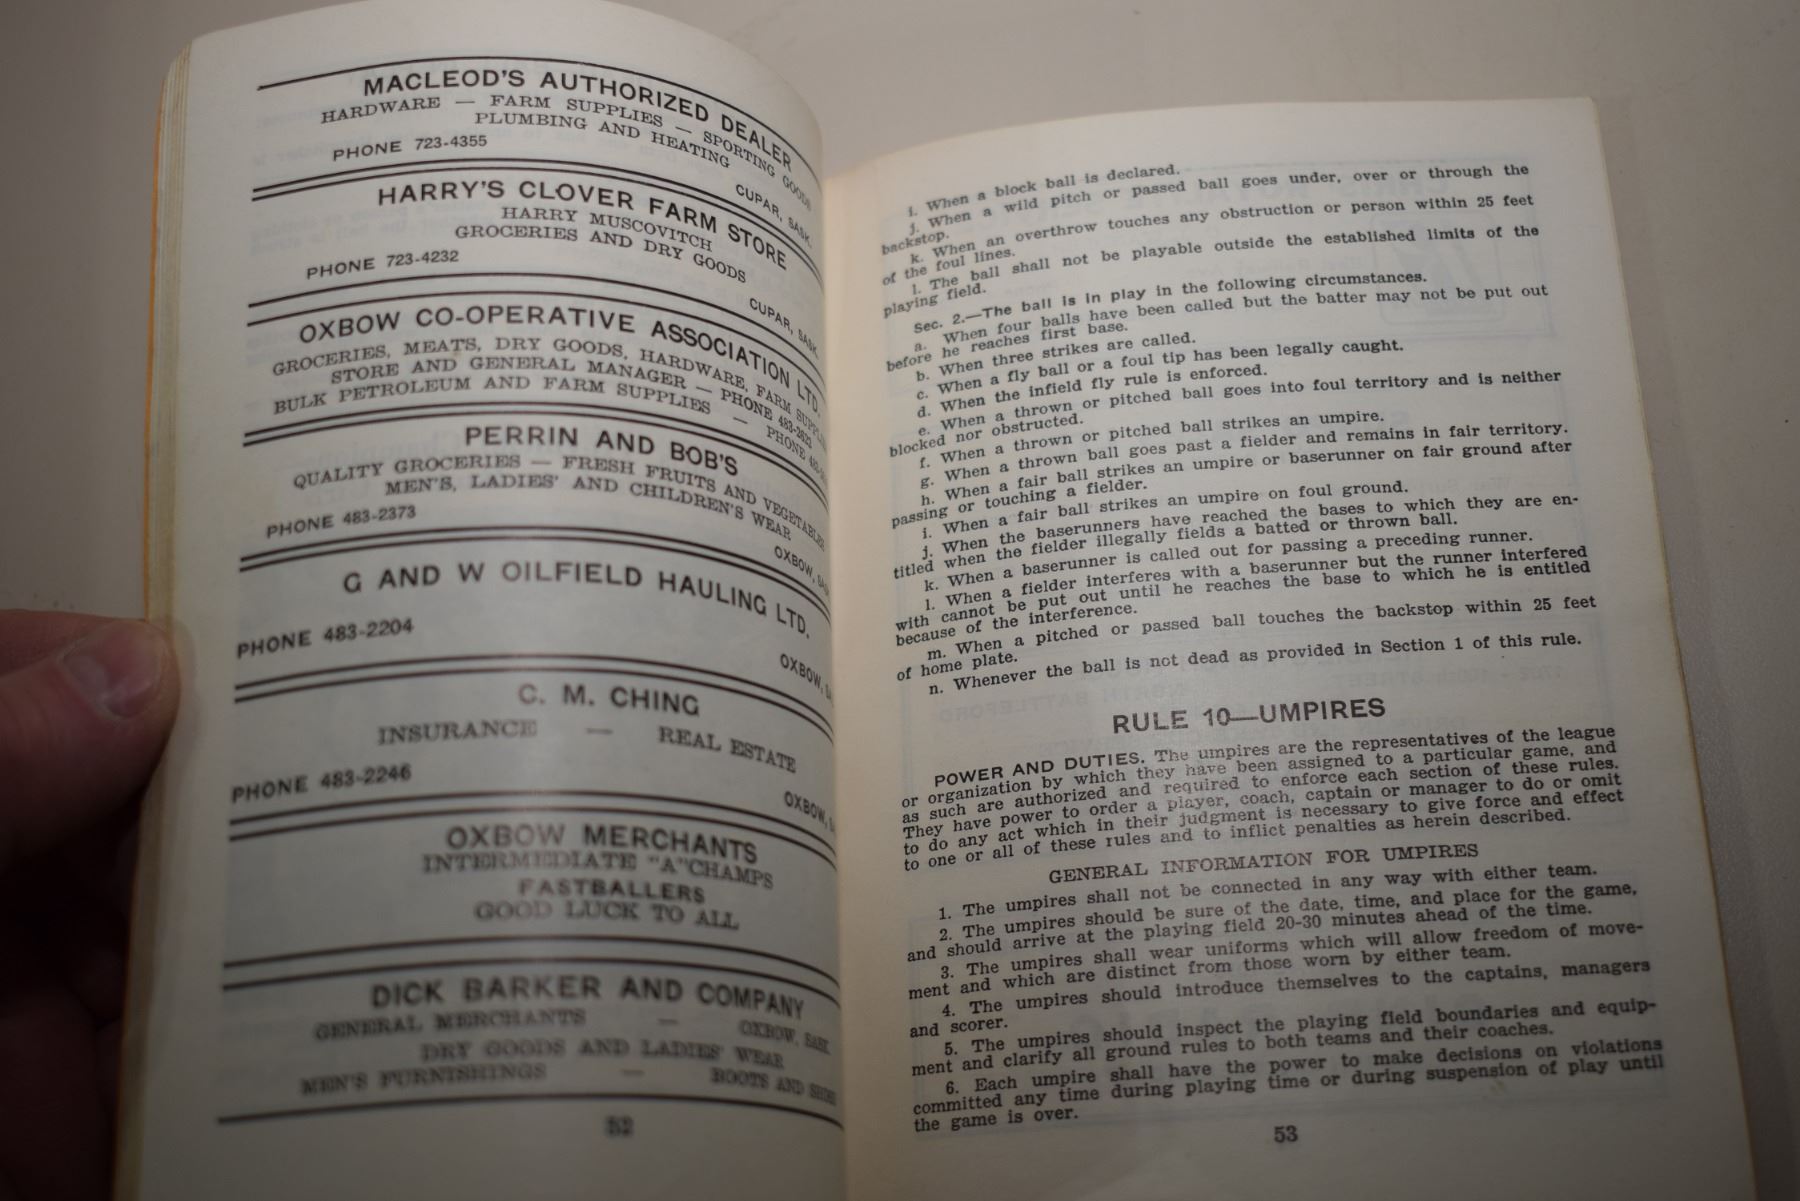 MACLEOD'S AUTHORIZED DEALER
HARDWARE — FARM SUPPLIES — SPORTING GOODS
PLUMBING AND HEATING
PHONE 723-4355
CUPAR, SASK.
HARRY'S CLOVER FARM STORE
HARRY MUSCOVITCH
GROCERIES AND DRY GOODS
PHONE 723-4232
CUPAR, SASK.
OXBOW CO-OPERATIVE ASSOCIATION LTD.
GROCERIES, MEATS, DRY GOODS, HARDWARE, FARM SUPPLIES
STORE AND GENERAL MANAGER — PHONE 483-2623
BULK PETROLEUM AND FARM SUPPLIES — PHONE
PERRIN AND BOB'S
QUALITY GROCERIES — FRESH FRUITS AND VEGETABLES
MEN'S, LADIES' AND CHILDREN'S WEAR
PHONE 483-2373
OXBOW, SASK
G AND W OILFIELD HAULING LTD.
PHONE 483-2204
OXBOW,
C. M. CHING
INSURANCE — REAL ESTATE
PHONE 483-2246
OXBOW,
OXBOW MERCHANTS
INTERMEDIATE "A" CHAMPS
FASTBALLERS
GOOD LUCK TO ALL
DICK BARKER AND COMPANY
GENERAL MERCHANTS — OXBOW, SASK.
DRY GOODS AND LADIES' WEAR
MEN'S FURNISHINGS — BOOTS AND SHOES
52
i. When a block ball is declared.
j. When a wild pitch or passed ball goes under, over or through the
backstop.
k. When an overthrow touches any obstruction or person within 25 feet
of the foul lines.
l. The ball shall not be playable outside the established limits of the
playing field.
Sec. 2.—The ball is in play in the following circumstances.
a. When four balls have been called but the batter may not be put out
before he reaches first base.
b. When three strikes are called.
c. When a fly ball or a foul tip has been legally caught.
d. When the infield fly rule is enforced.
e. When a thrown or pitched ball goes into foul territory and is neither
blocked nor obstructed.
f. When a thrown or pitched ball strikes an umpire.
g. When a thrown ball goes past a fielder and remains in fair territory.
h. When a fair ball strikes an umpire or baserunner on fair ground after
passing or touching a fielder.
i. When a fair ball strikes an umpire on foul ground.
j. When the baserunners have reached the bases to which they are en-
titled when the fielder illegally fields a batted or thrown ball.
k. When a baserunner is called out for passing a preceding runner.
l. When a fielder interferes with a baserunner but the runner interfered
with cannot be put out until he reaches the base to which he is entitled
because of the interference.
m. When a pitched or passed ball touches the backstop within 25 feet
of home plate.
n. Whenever the ball is not dead as provided in Section 1 of this rule.
RULE 10—UMPIRES
POWER AND DUTIES. The umpires are the representatives of the league
or organization by which they have been assigned to a particular game, and
as such are authorized and required to enforce each section of these rules.
They have power to order a player, coach, captain or manager to do or omit
to do any act which in their judgment is necessary to give force and effect
to one or all of these rules and to inflict penalties as herein described.
GENERAL INFORMATION FOR UMPIRES
1. The umpires shall not be connected in any way with either team.
2. The umpires should be sure of the date, time, and place for the game,
and should arrive at the playing field 20-30 minutes ahead of the time.
3. The umpires shall wear uniforms which will allow freedom of move-
ment and which are distinct from those worn by either team.
4. The umpires should introduce themselves to the captains, managers
and scorer.
5. The umpires should inspect the playing field boundaries and equip-
ment and clarify all ground rules to both teams and their coaches.
6. Each umpire shall have the power to make decisions on violations
committed any time during playing time or during suspension of play until
the game is over.
53